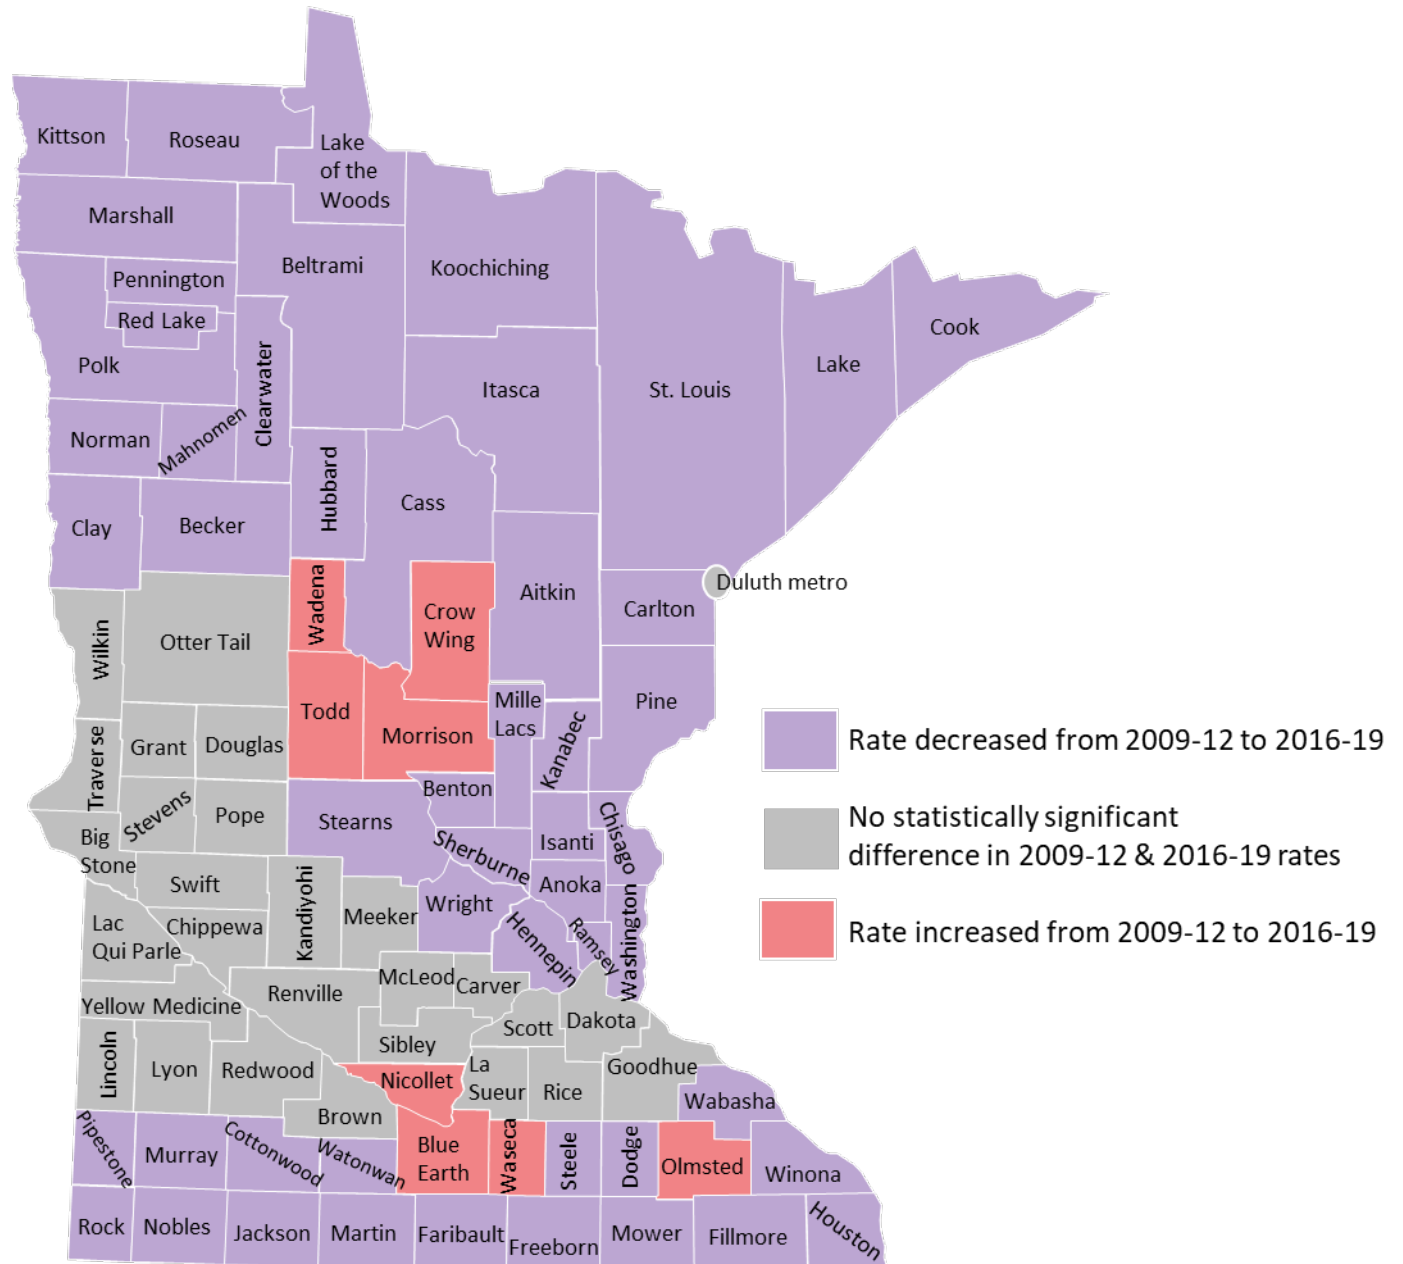 Kittson
Roseau
Lake
of the
Woods
Marshall
Beltrami
Koochiching
Pennington
Red Lake
Polk
Clearwater
Itasca
St. Louis
Lake
Cook
Norman
Mahnomen
Hubbard
Cass
Clay
Becker
Wadena
Crow
Wing
Aitkin
Duluth metro
Carlton
Wilkin
Otter Tail
Todd
Morrison
Mille
Lacs
Kanabec
Pine
Traverse
Grant
Douglas
Rate decreased from 2009-12 to 2016-19
Stevens
Pope
Stearns
Benton
Big
Stone
Sherburne
Isanti
Chisago
No statistically significant
difference in 2009-12 & 2016-19 rates
Swift
Kandiyohi
Meeker
Wright
Anoka
Lac
Qui Parle
Chippewa
Hennepin
Ramsey
Washington
Rate increased from 2009-12 to 2016-19
Yellow Medicine
Renville
McLeod
Carver
Scott
Dakota
Sibley
Lincoln
Lyon
Redwood
Nicollet
La
Sueur
Rice
Goodhue
Brown
Wabasha
Pipestone
Murray
Cottonwood
Watonwan
Blue
Earth
Waseca
Steele
Dodge
Olmsted
Winona
Rock
Nobles
Jackson
Martin
Faribault
Freeborn
Mower
Fillmore
Houston